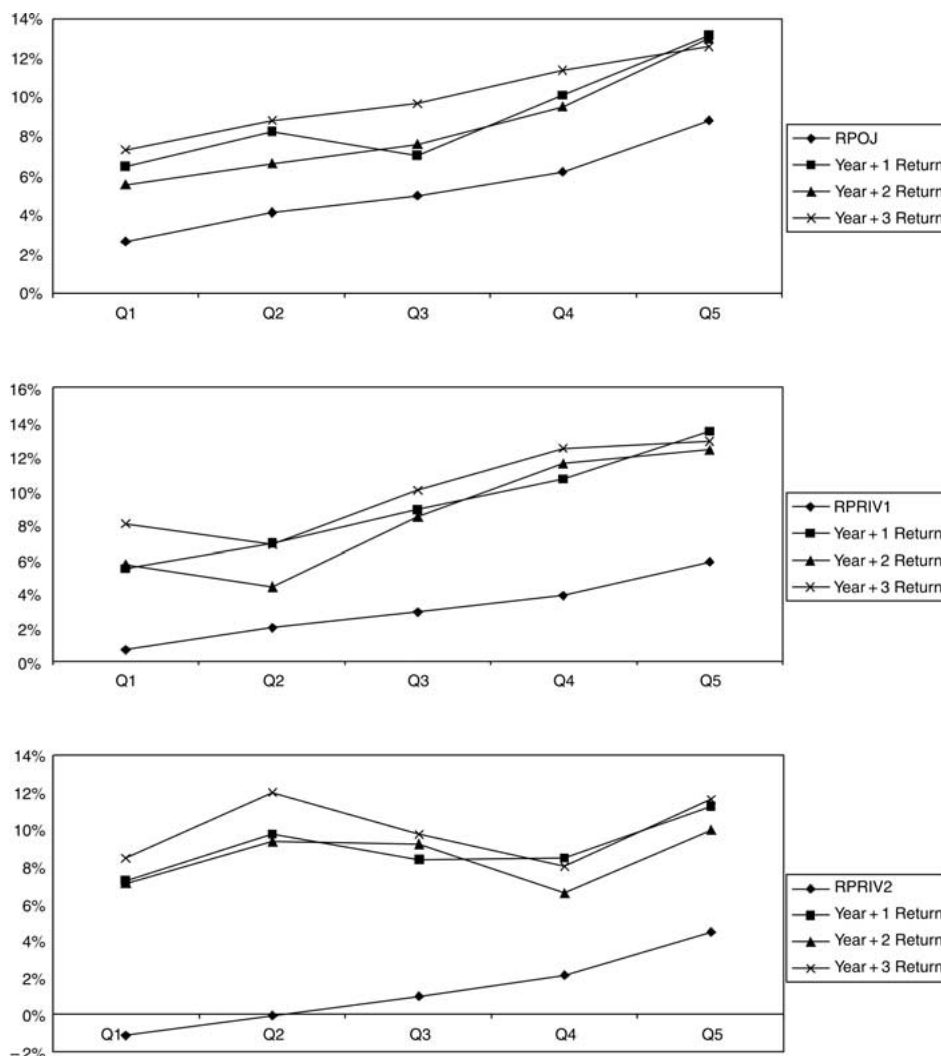 14%
12%
10%
8%
6%
4%
2%
0%
Q1 Q2 Q3 Q4 Q5
RPOJ
Year + 1 Return
Year + 2 Return
Year + 3 Return
16%
14%
12%
10%
8%
6%
4%
2%
0%
Q1 Q2 Q3 Q4 Q5
RPRIV1
Year + 1 Return
Year + 2 Return
Year + 3 Return
14%
12%
10%
8%
6%
4%
2%
0%
−2%
Q1 Q2 Q3 Q4 Q5
RPRIV2
Year + 1 Return
Year + 2 Return
Year + 3 Return